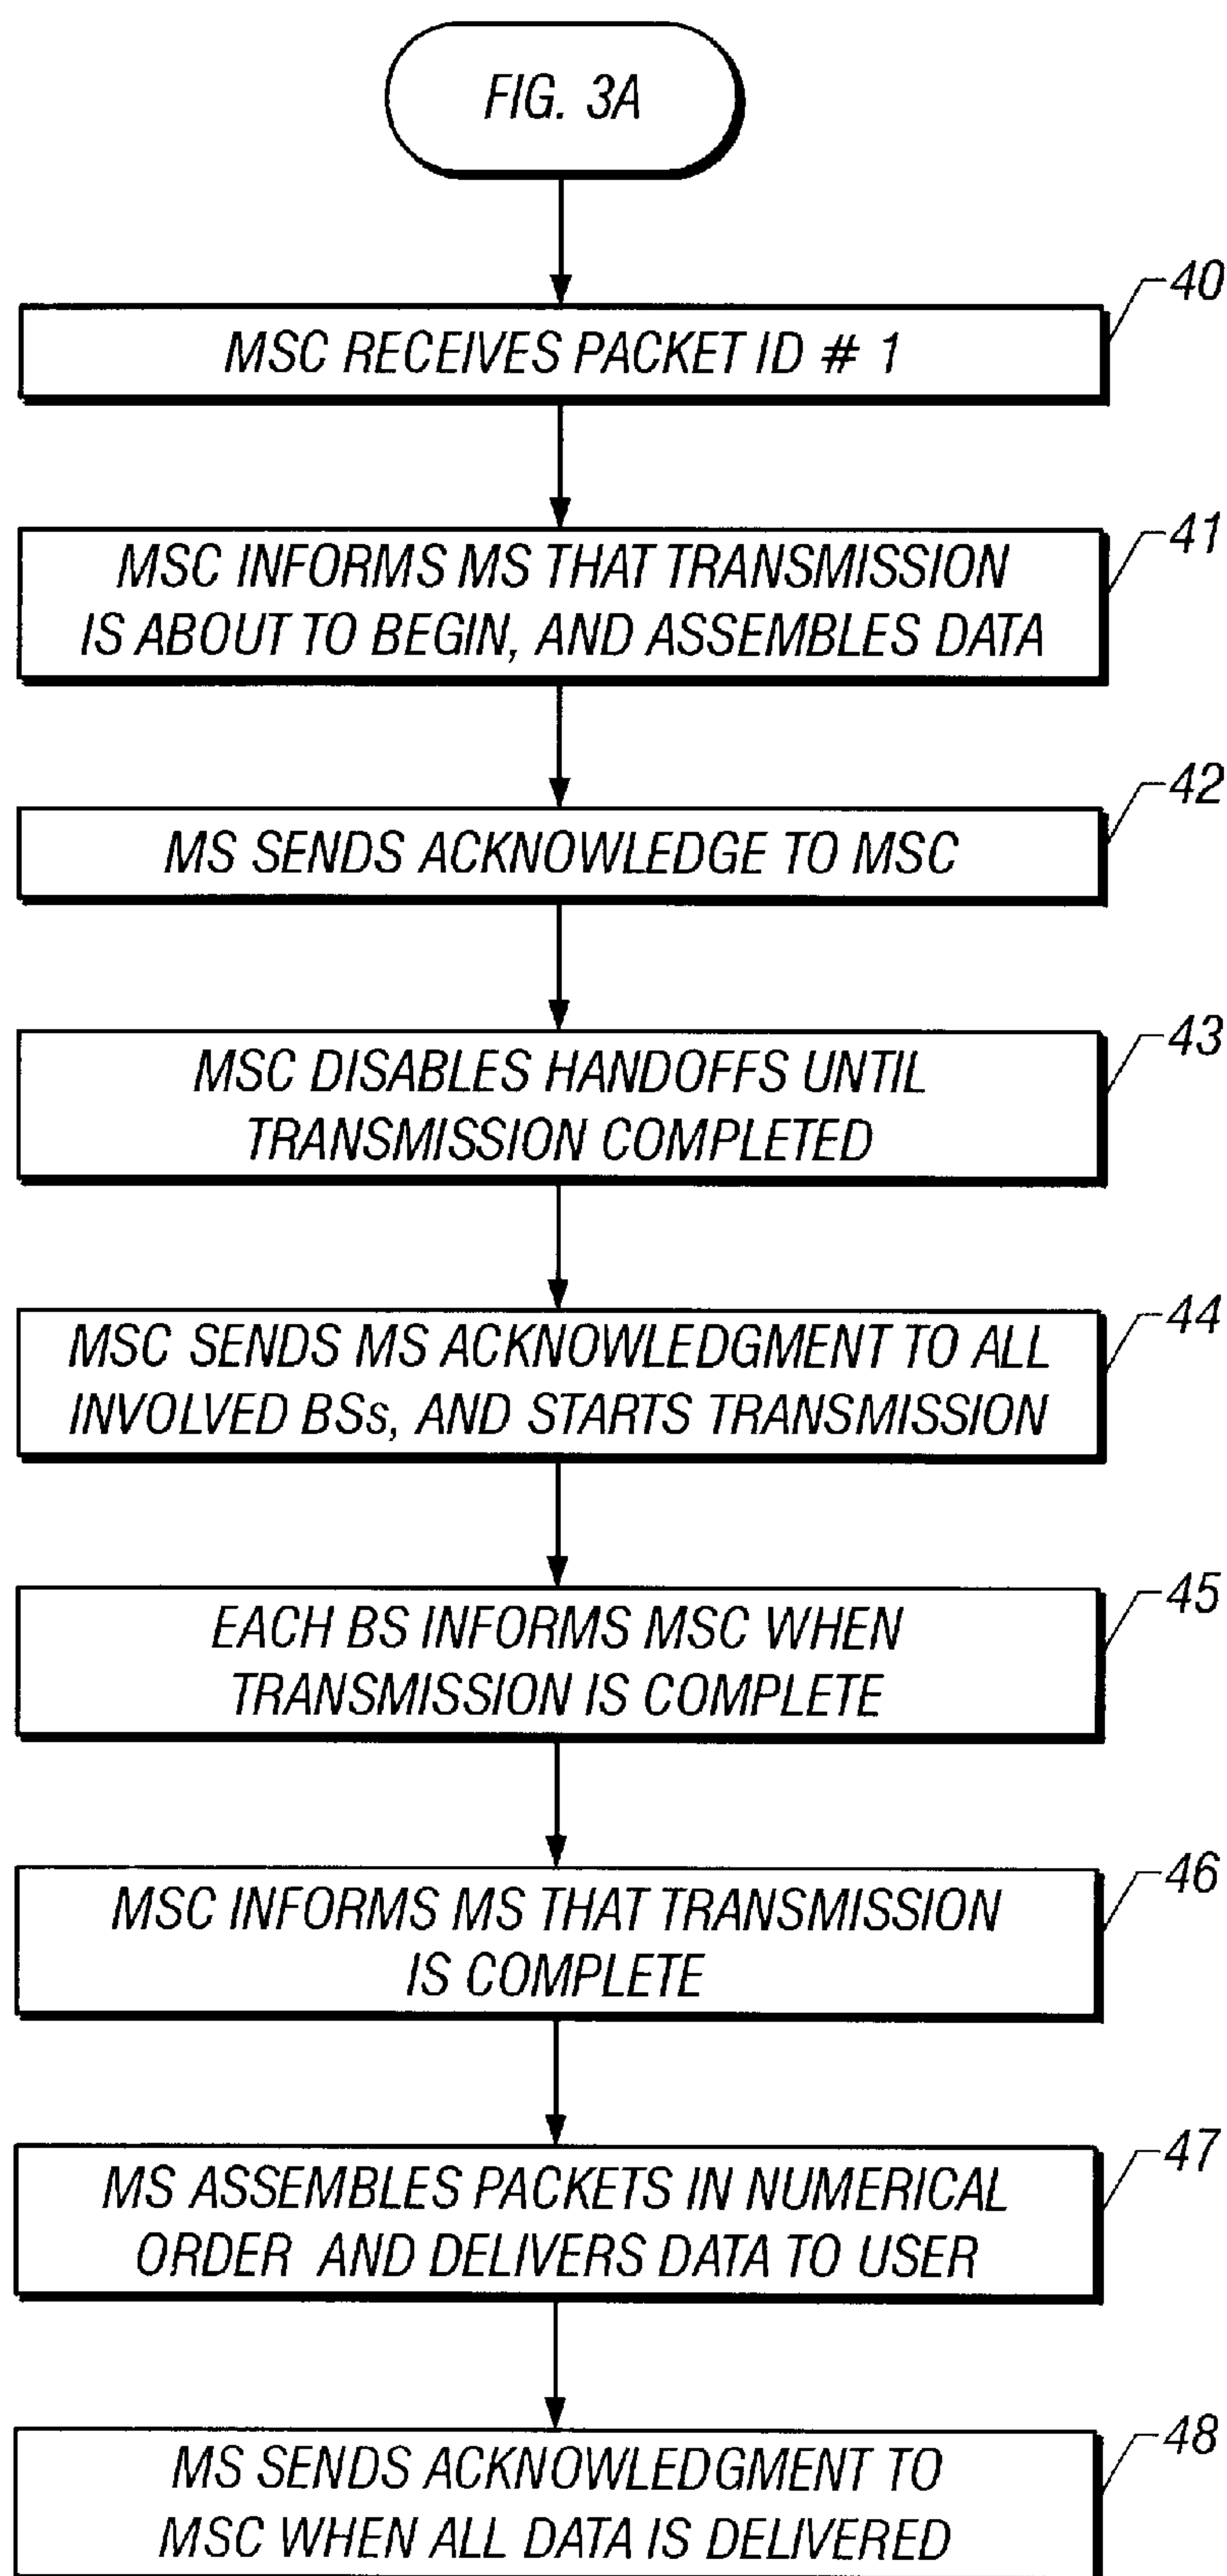 FIG. 3A
40
MSC RECEIVES PACKET ID # 1
41
MSC INFORMS MS THAT TRANSMISSION
IS ABOUT TO BEGIN, AND ASSEMBLES DATA
42
MS SENDS ACKNOWLEDGE TO MSC
43
MSC DISABLES HANDOFFS UNTIL
TRANSMISSION COMPLETED
44
MSC SENDS MS ACKNOWLEDGMENT TO ALL
INVOLVED BSs, AND STARTS TRANSMISSION
45
EACH BS INFORMS MSC WHEN
TRANSMISSION IS COMPLETE
46
MSC INFORMS MS THAT TRANSMISSION
IS COMPLETE
47
MS ASSEMBLES PACKETS IN NUMERICAL
ORDER AND DELIVERS DATA TO USER
48
MS SENDS ACKNOWLEDGMENT TO
MSC WHEN ALL DATA IS DELIVERED